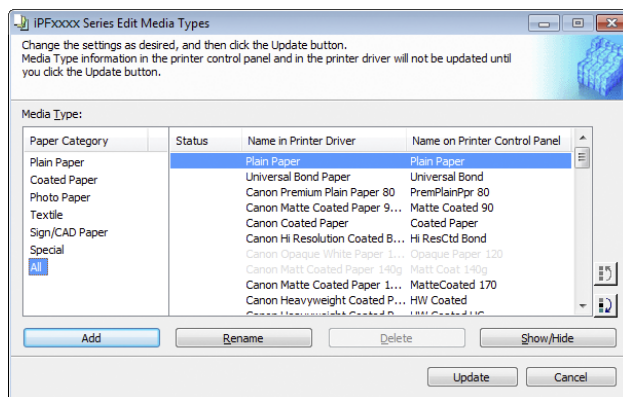 iPFxxxx Series Edit Media Types
Change the settings as desired, and then click the Update button.
Media Type information in the printer control panel and in the printer driver will not be updated until
you click the Update button.
Media Type:
Paper Category Status Name in Printer Driver Name on Printer Control Panel
Plain Paper Plain Paper Plain Paper
Coated Paper Universal Bond Paper Universal Bond
Photo Paper Canon Premium Plain Paper 80 PremPlainPpr 80
Textile Canon Matte Coated Paper 9... Matte Coated 90
Sign/CAD Paper Canon Coated Paper Coated Paper
Special Canon Hi Resolution Coated B... Hi ResCtd Bond
All Canon Opaque White Paper 1... Opaque Paper 120
Canon Matt Coated Paper 140g Matt Coat 140g
Canon Matte Coated Paper 1... MatteCoated 170
Canon Heavyweight Coated P... HW Coated
Canon Heavyweight Coated P... HW Coated HG
Add Rename Delete Show/Hide
Update Cancel